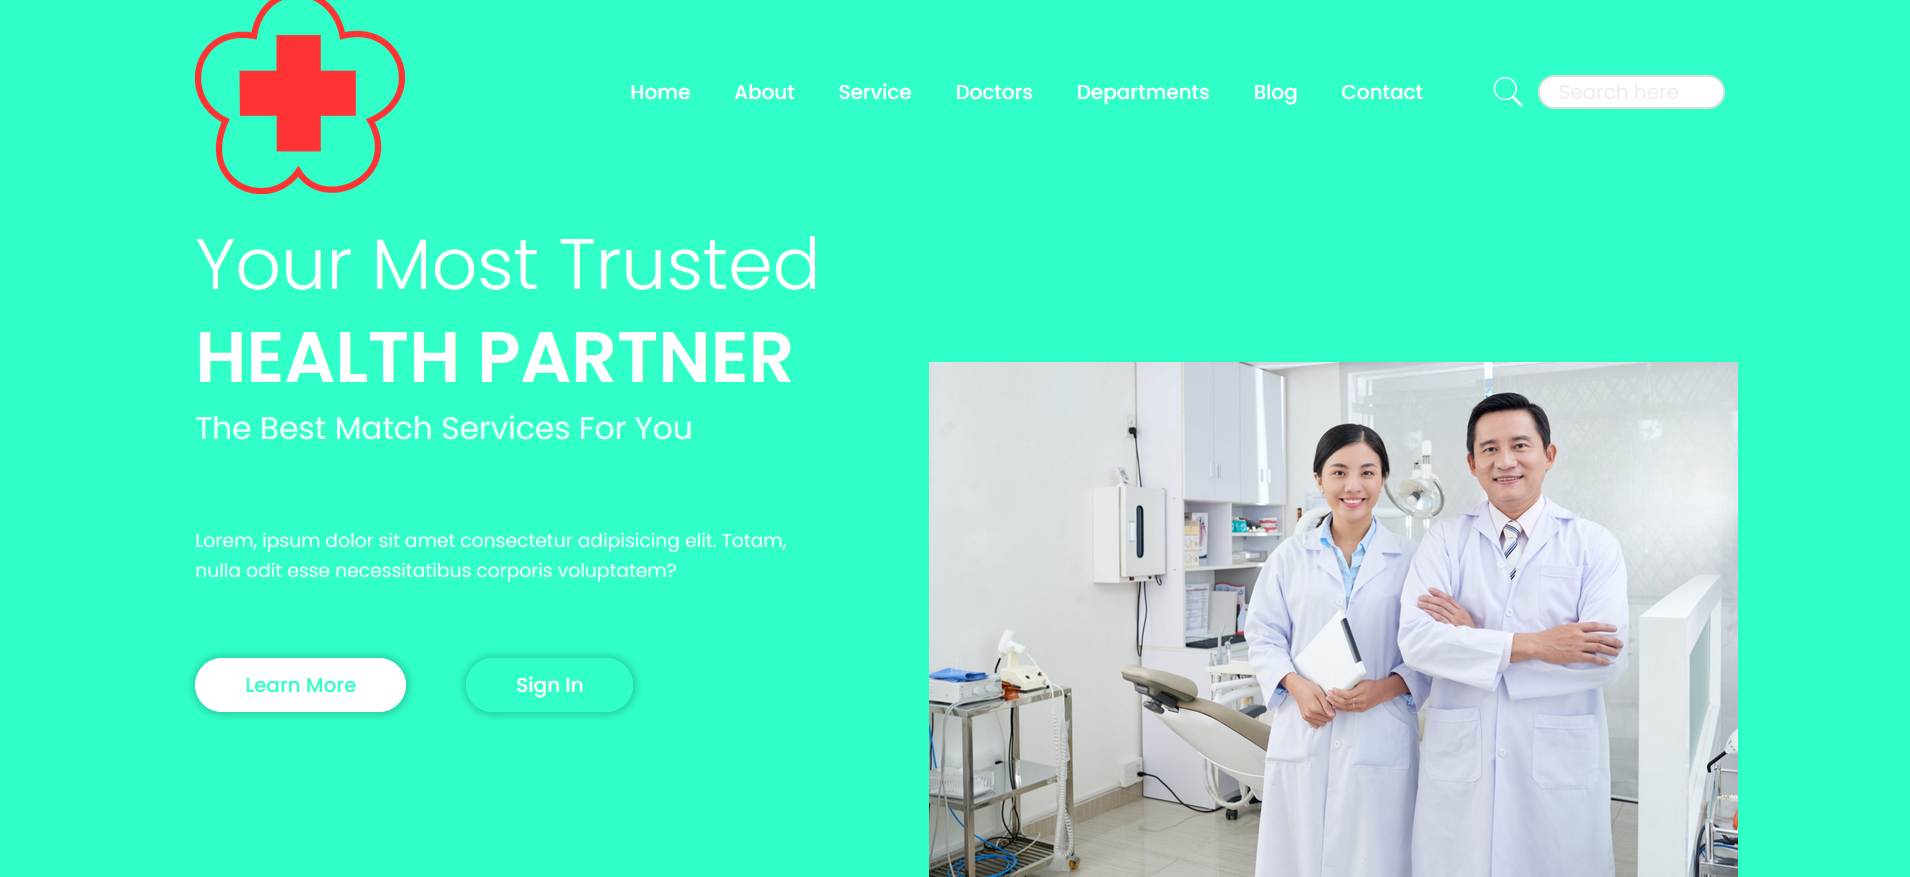 Home About Service Doctors Departments Blog Contact Search here
Your Most Trusted
HEALTH PARTNER
The Best Match Services For You
Lorem, ipsum dolor sit amet consectetur adipisicing elit. Totam,
nulla odit esse necessitatibus corporis voluptatem?
Learn More Sign In